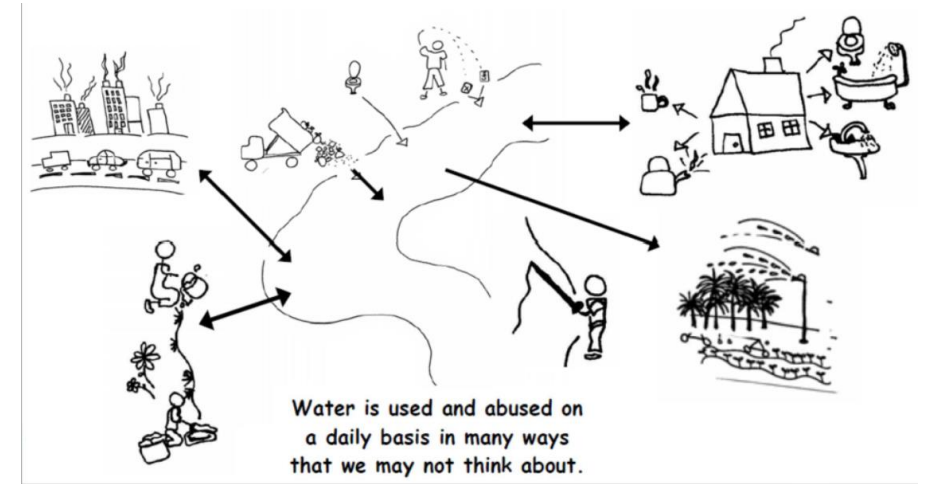 Water is used and abused on
a daily basis in many ways
that we may not think about.